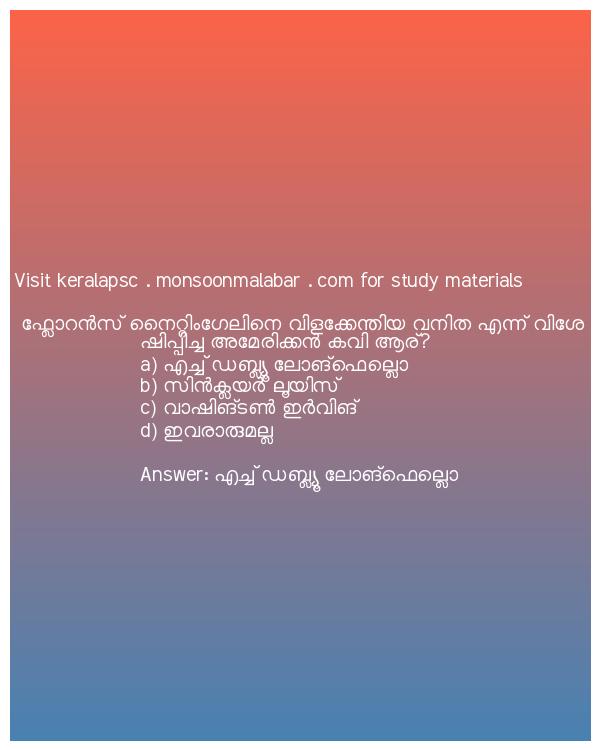 Visit keralapsc . monsoonmalabar . com for study materials
ഫ്ലോറൻസ് നൈറ്റിംഗേലിനെ വിളക്കേന്തിയ വനിത എന്ന് വിശേ
ഷിപ്പിച്ച അമേരിക്കൻ കവി ആര്?
a) എച്ച് ഡബ്ല്യൂ ലോങ്ഫെല്ലൊ
b) സിൻക്ലയർ ലൂയിസ്
c) വാഷിങ്ടൺ ഇർവിങ്
d) ഇവരാരുമല്ല
Answer: എച്ച് ഡബ്ല്യൂ ലോങ്ഫെല്ലൊ